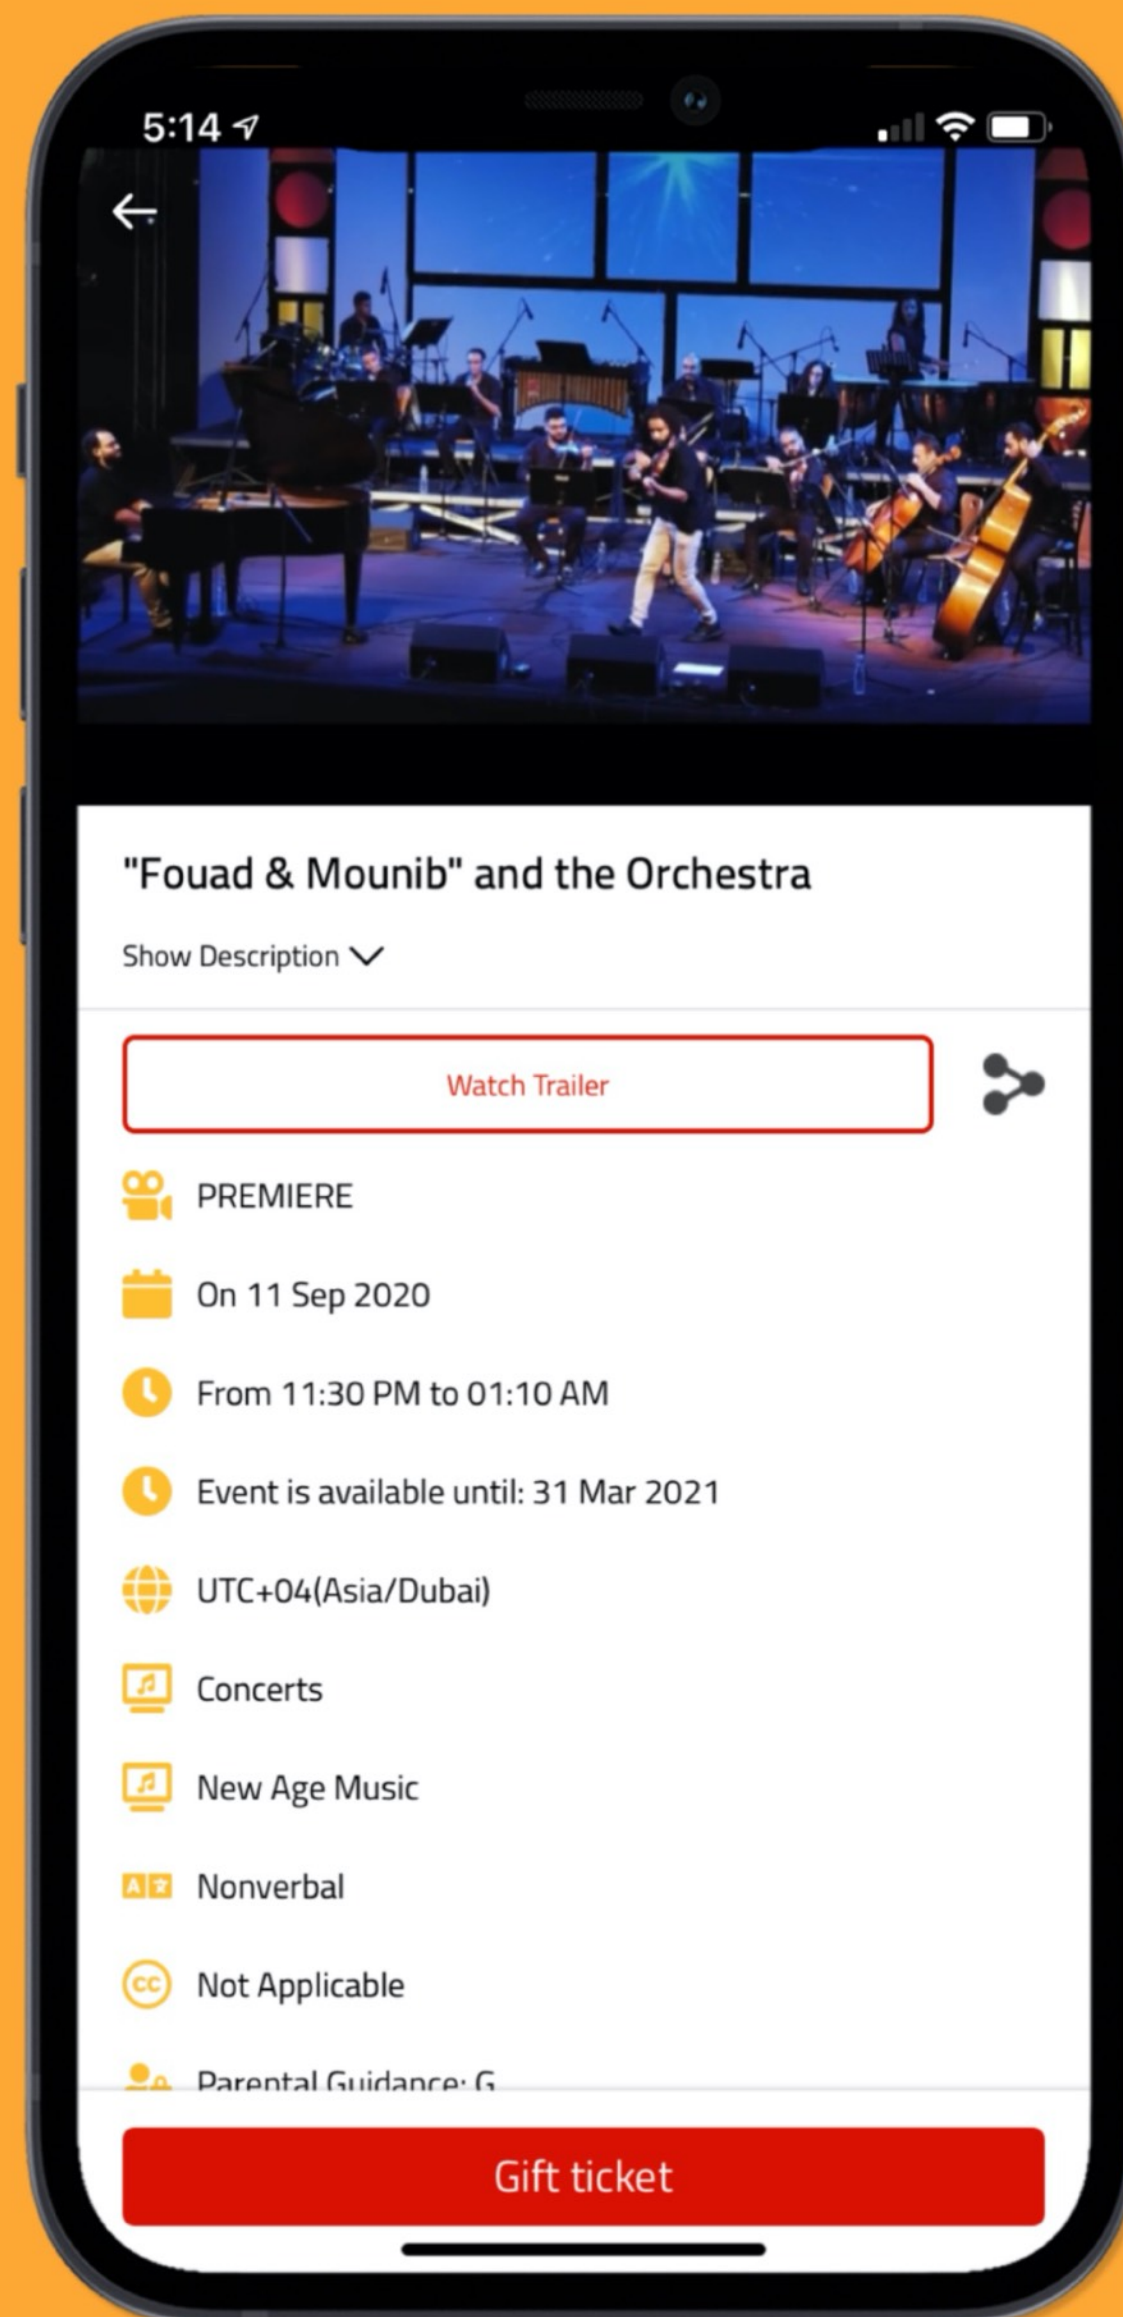 5:14
"Fouad & Mounib" and the Orchestra
Show Description
Watch Trailer
PREMIERE
On 11 Sep 2020
From 11:30 PM to 01:10 AM
Event is available until: 31 Mar 2021
UTC+04(Asia/Dubai)
Concerts
New Age Music
Nonverbal
CC Not Applicable
Parental Guidance: G
Gift ticket